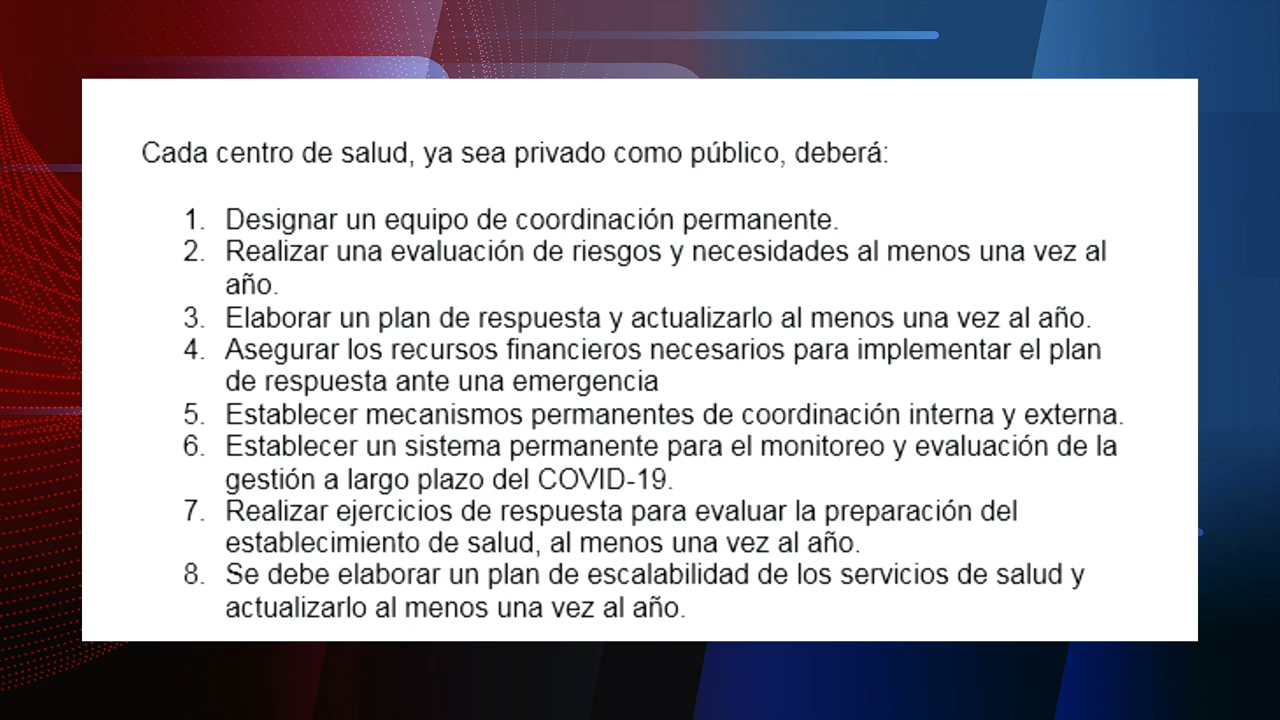 Cada centro de salud, ya sea privado como público, deberá:
1. Designar un equipo de coordinación permanente.
2. Realizar una evaluación de riesgos y necesidades al menos una vez al
año.
3. Elaborar un plan de respuesta y actualizarlo al menos una vez al año.
4. Asegurar los recursos financieros necesarios para implementar el plan
de respuesta ante una emergencia
5. Establecer mecanismos permanentes de coordinación interna y externa.
6. Establecer un sistema permanente para el monitoreo y evaluación de la
gestión a largo plazo del COVID-19.
7. Realizar ejercicios de respuesta para evaluar la preparación del
establecimiento de salud, al menos una vez al año.
8. Se debe elaborar un plan de escalabilidad de los servicios de salud y
actualizarlo al menos una vez al año.